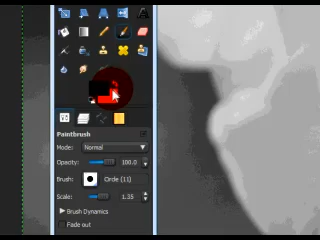 Paintbrush
Mode: Normal
Opacity: 100.0
Brush: Circle (11)
Scale: 1.35
Brush Dynamics
Fade out